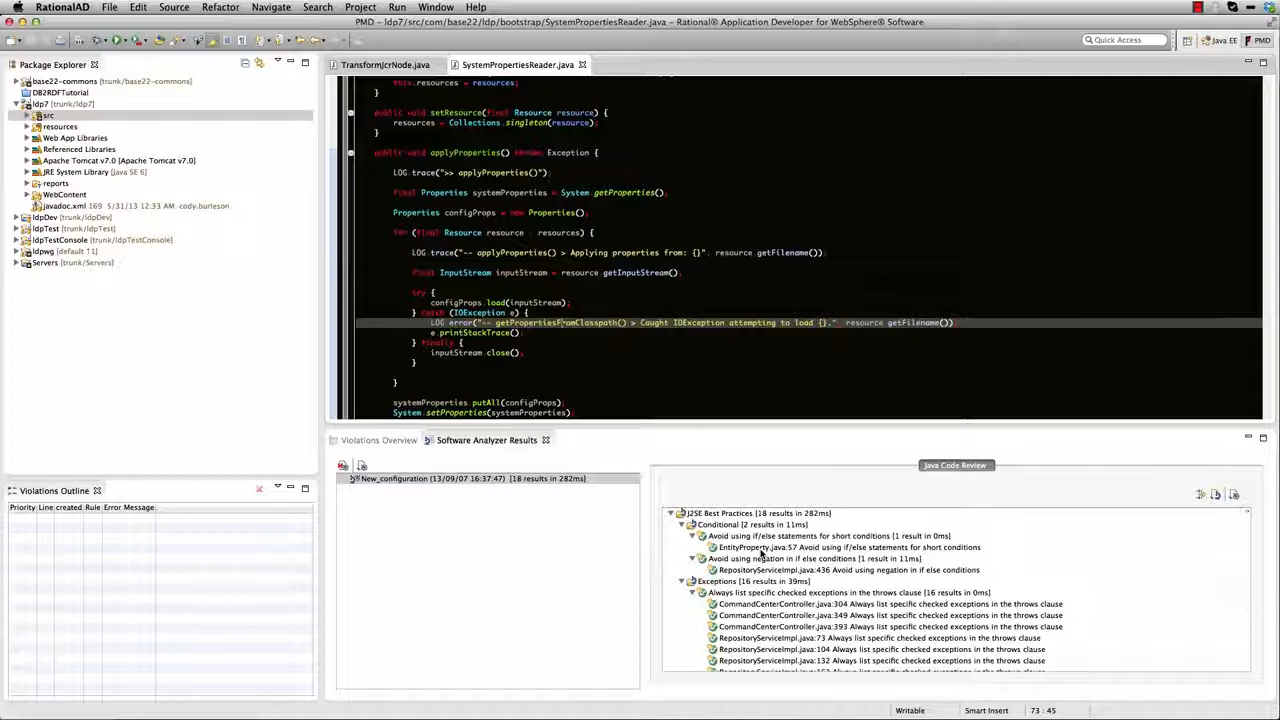 RationalAD File Edit Source Refactor Navigate Search Project Run Window Help
PMD - ldp7/src/com/base22/ldp/bootstrap/SystemPropertiesReader.java - Rational® Application Developer for WebSphere® Software
Quick Access
Java EE
PMD
Package Explorer
base22-commons [trunk/base22-commons]
DB2RDFTutorial
ldp7 [trunk/ldp7]
src
resources
Web App Libraries
Referenced Libraries
Apache Tomcat v7.0 [Apache Tomcat v7.0]
JRE System Library [Java SE 6]
reports
WebContent
javadoc.xml 169 5/31/13 12:33 AM cody.burleson
ldpDev [trunk/ldpDev]
ldpTest [trunk/ldpTest]
ldpTestConsole [trunk/ldpTestConsole]
ldpwg [default ↑1]
Servers [trunk/Servers]
TransformJcrNode.java
SystemPropertiesReader.java
this.resources = resources;
}
public void setResource(final Resource resource) {
resources = Collections.singleton(resource);
}
public void applyProperties() throws Exception {
LOG.trace(">> applyProperties()");
final Properties systemProperties = System.getProperties();
Properties configProps = new Properties();
for (final Resource resource : resources) {
LOG.trace("-- applyProperties() > Applying properties from: {}", resource.getFilename());
final InputStream inputStream = resource.getInputStream();
try {
configProps.load(inputStream);
} catch (IOException e) {
LOG.error("-- getPropertiesFromClasspath() > Caught IOException attempting to load {}.", resource.getFilename());
e.printStackTrace();
} finally {
inputStream.close();
}
}
systemProperties.putAll(configProps);
System.setProperties(systemProperties);
Violations Overview
Software Analyzer Results
New_configuration (13/09/07 16:37:47) [18 results in 282ms]
Java Code Review
J2SE Best Practices [18 results in 282ms]
Conditional [2 results in 11ms]
Avoid using if/else statements for short conditions [1 result in 0ms]
EntityProperty.java:57 Avoid using if/else statements for short conditions
Avoid using negation in if else conditions [1 result in 11ms]
RepositoryServiceImpl.java:436 Avoid using negation in if else conditions
Exceptions [16 results in 39ms]
Always list specific checked exceptions in the throws clause [16 results in 0ms]
CommandCenterController.java:304 Always list specific checked exceptions in the throws clause
CommandCenterController.java:349 Always list specific checked exceptions in the throws clause
CommandCenterController.java:393 Always list specific checked exceptions in the throws clause
RepositoryServiceImpl.java:73 Always list specific checked exceptions in the throws clause
RepositoryServiceImpl.java:104 Always list specific checked exceptions in the throws clause
RepositoryServiceImpl.java:132 Always list specific checked exceptions in the throws clause
Violations Outline
Priority Line created Rule Error Message
Writable
Smart Insert
73 : 45